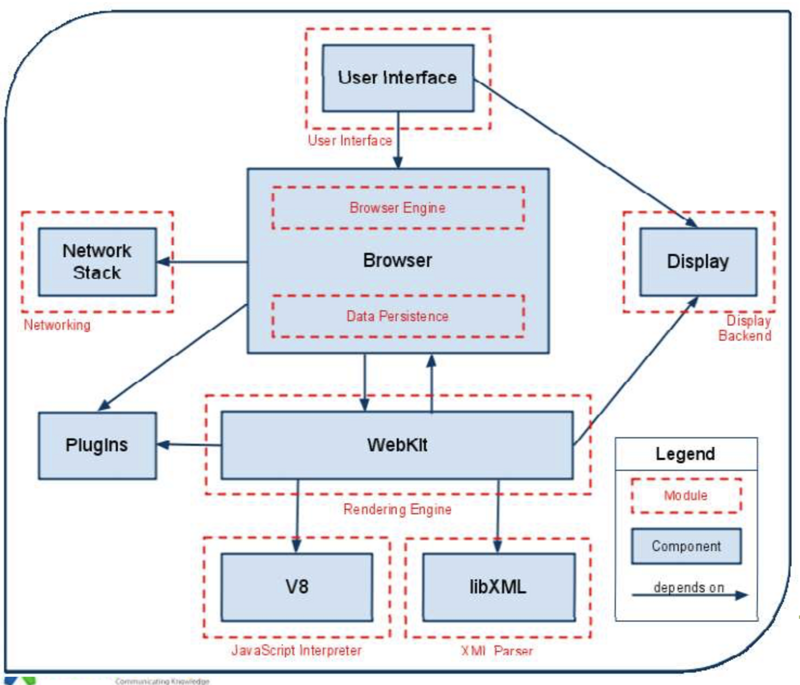 User Interface
User Interface
Browser Engine
Browser
Data Persistence
Network
Stack
Networking
Display
Display
Backend
PlugIns
WebKit
Rendering Engine
V8
JavaScript Interpreter
libXML
XML Parser
Legend
Module
Component
depends on
Communicating Knowledge